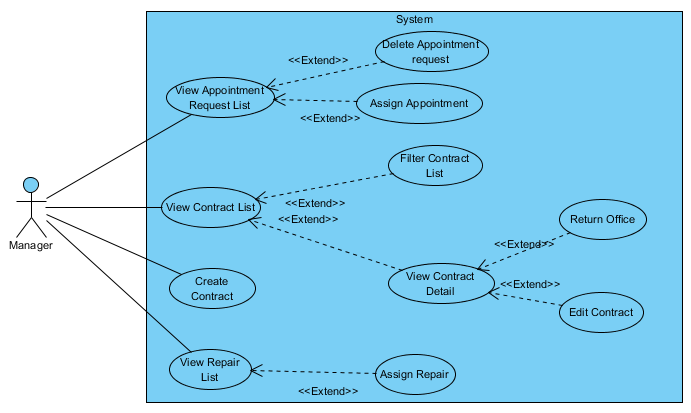 System
Delete Appointment
request
<<Extend>>
View Appointment
Request List
Assign Appointment
<<Extend>>
Filter Contract
List
<<Extend>>
View Contract List
<<Extend>>
Return Office
<<Extend>>
Manager
View Contract
Detail
<<Extend>>
Create
Contract
Edit Contract
View Repair
List
Assign Repair
<<Extend>>